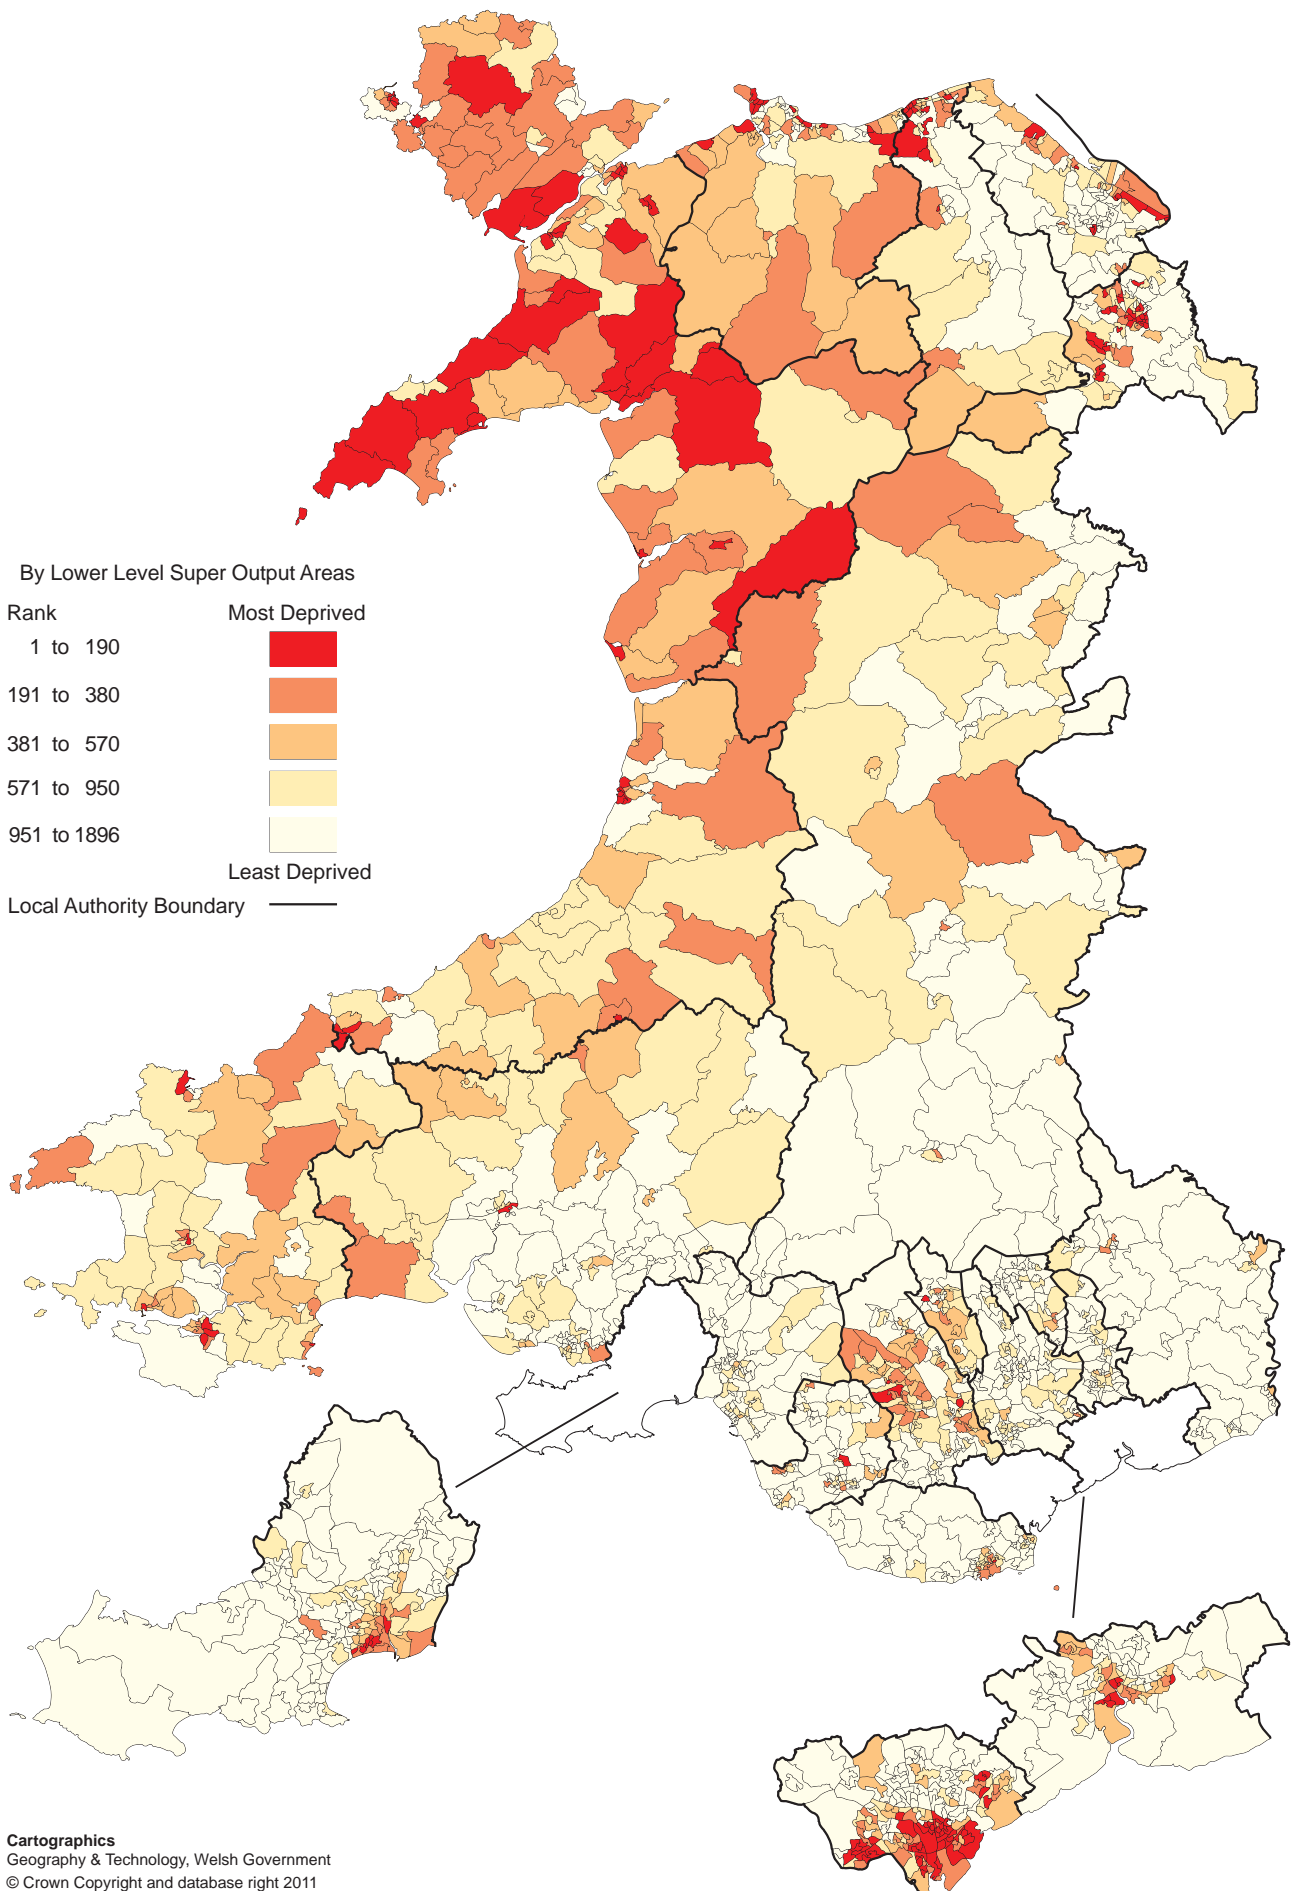 By Lower Level Super Output Areas
Rank Most Deprived
1 to 190
191 to 380
381 to 570
571 to 950
951 to 1896
Least Deprived
Local Authority Boundary
Cartographics
Geography & Technology, Welsh Government
© Crown Copyright and database right 2011